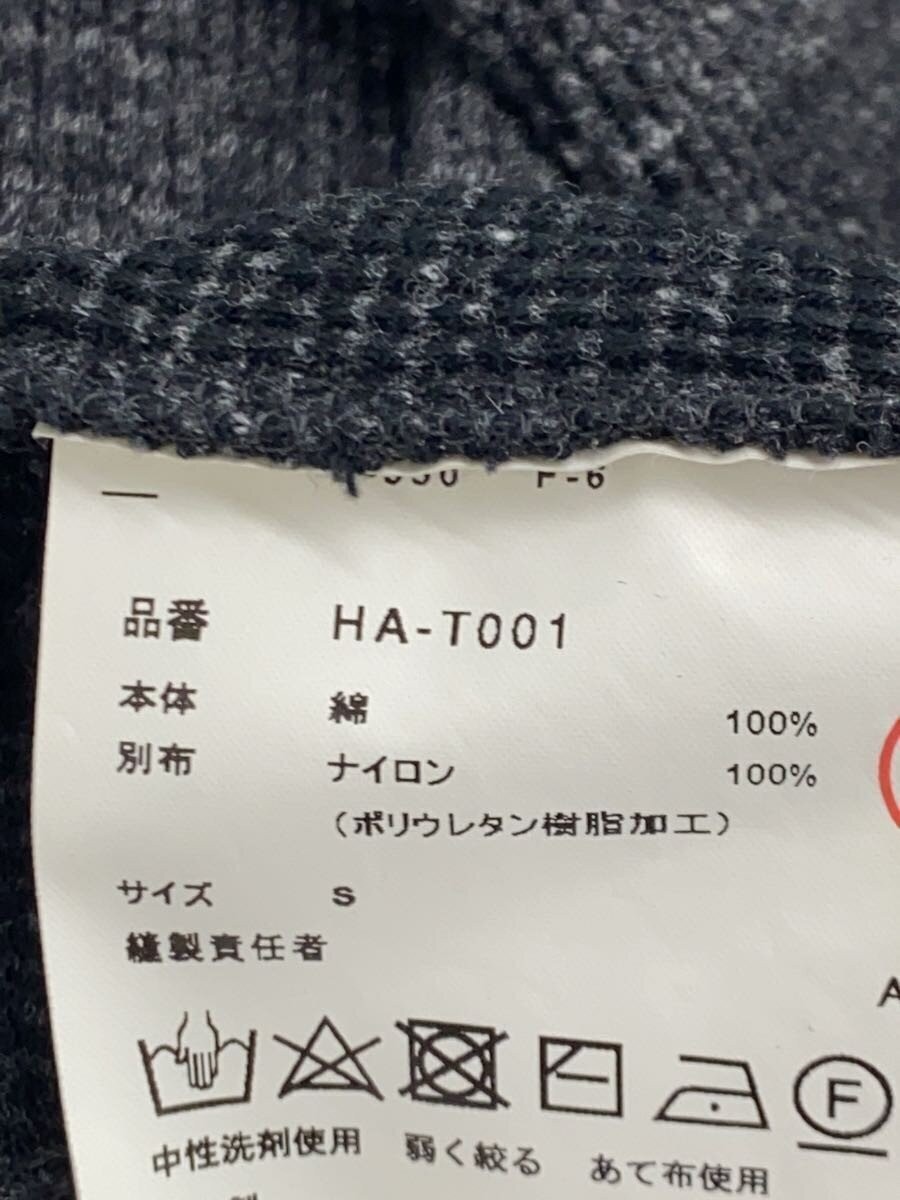 F-6
品番 HA-T001
本体 綿 100%
別布 ナイロン 100%
(ポリウレタン樹脂加工)
サイズ S
縫製責任者
A
F
中性洗剤使用 弱く絞る あて布使用